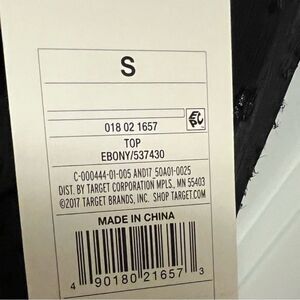 S
EPC
018 02 1657
TOP
EBONY/537430
C-000444-01-005 AND17_50A01-0025
DIST. BY TARGET CORPORATION MPLS., MN 55403
©2017 TARGET BRANDS, INC. SHOP TARGET.COM
MADE IN CHINA
4 90180 21657 3